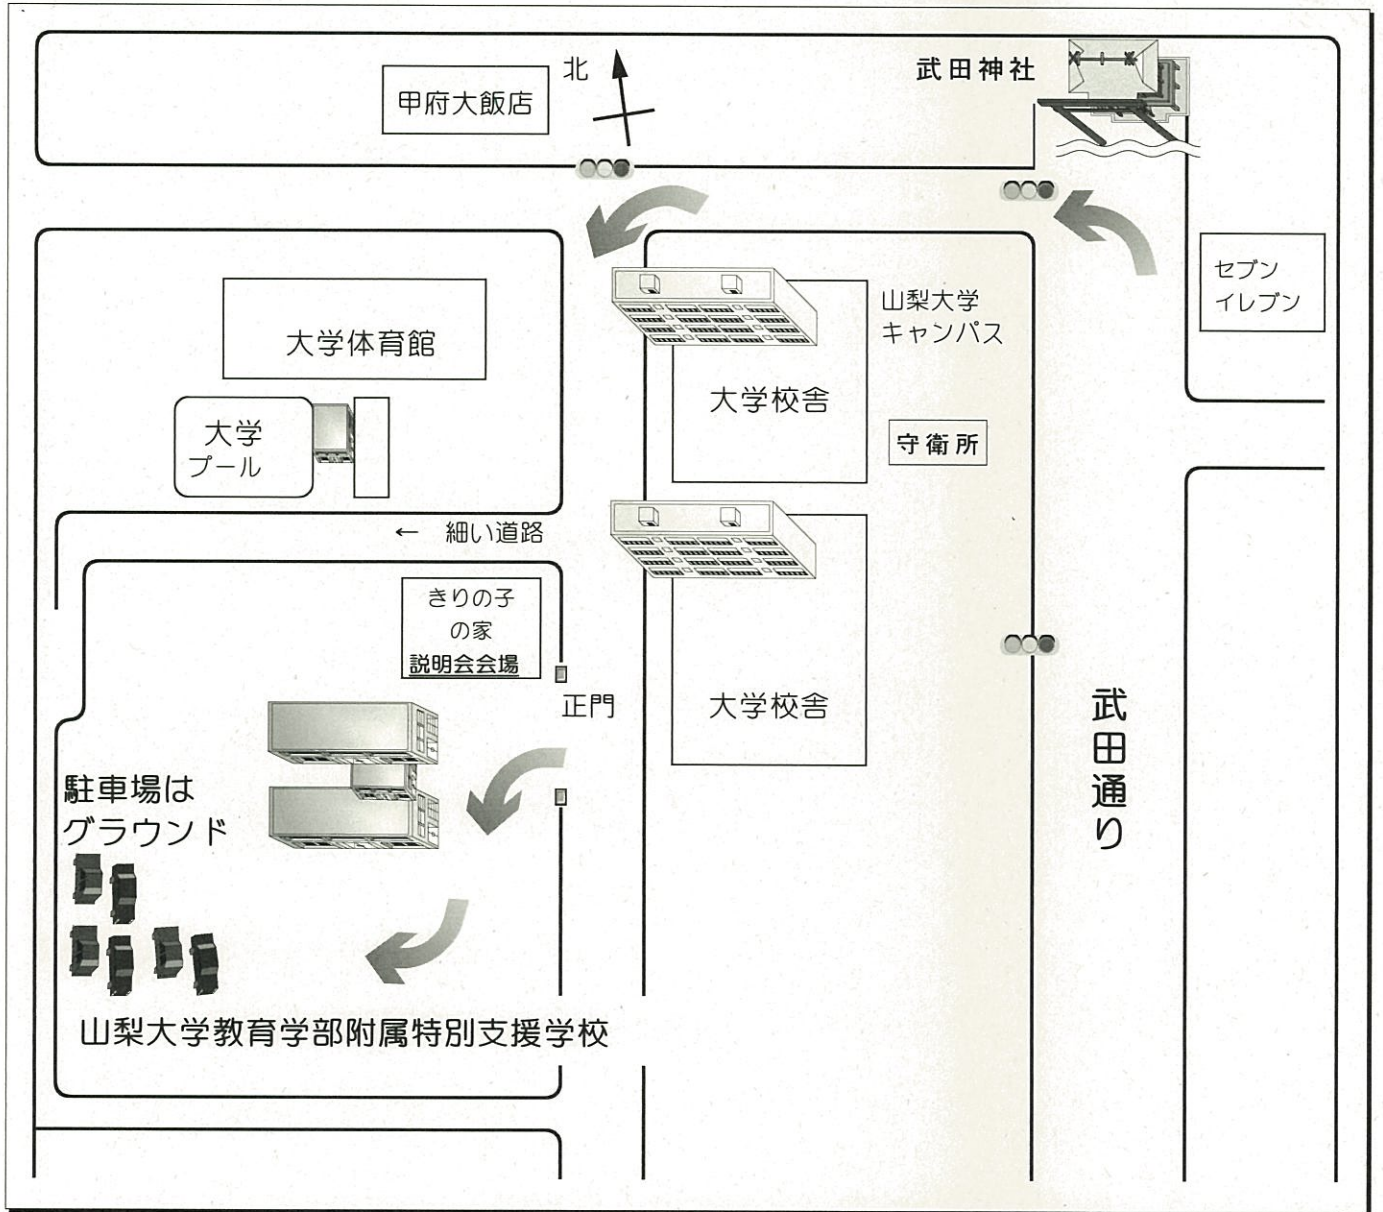 北
武田神社
甲府大飯店
セブン
イレブン
山梨大学
キャンパス
大学体育館
大学校舎
大学
プール
守衛所
← 細い道路
きりの子
の家
説明会会場
正門
大学校舎
武田通り
駐車場は
グラウンド
山梨大学教育学部附属特別支援学校